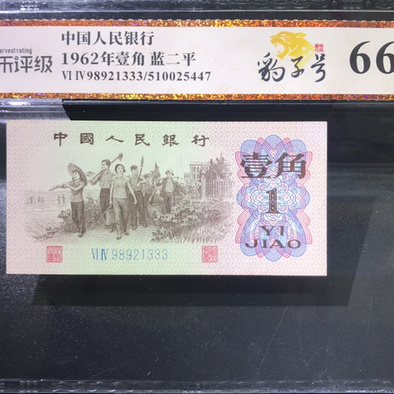 中国人民银行
harvest rating
乐评级
1962年壹角 蓝二平
豹子号
66
VI IV 98921333/510025447
中國人民銀行
壹角
1
YI
JIAO
VI IV 98921333